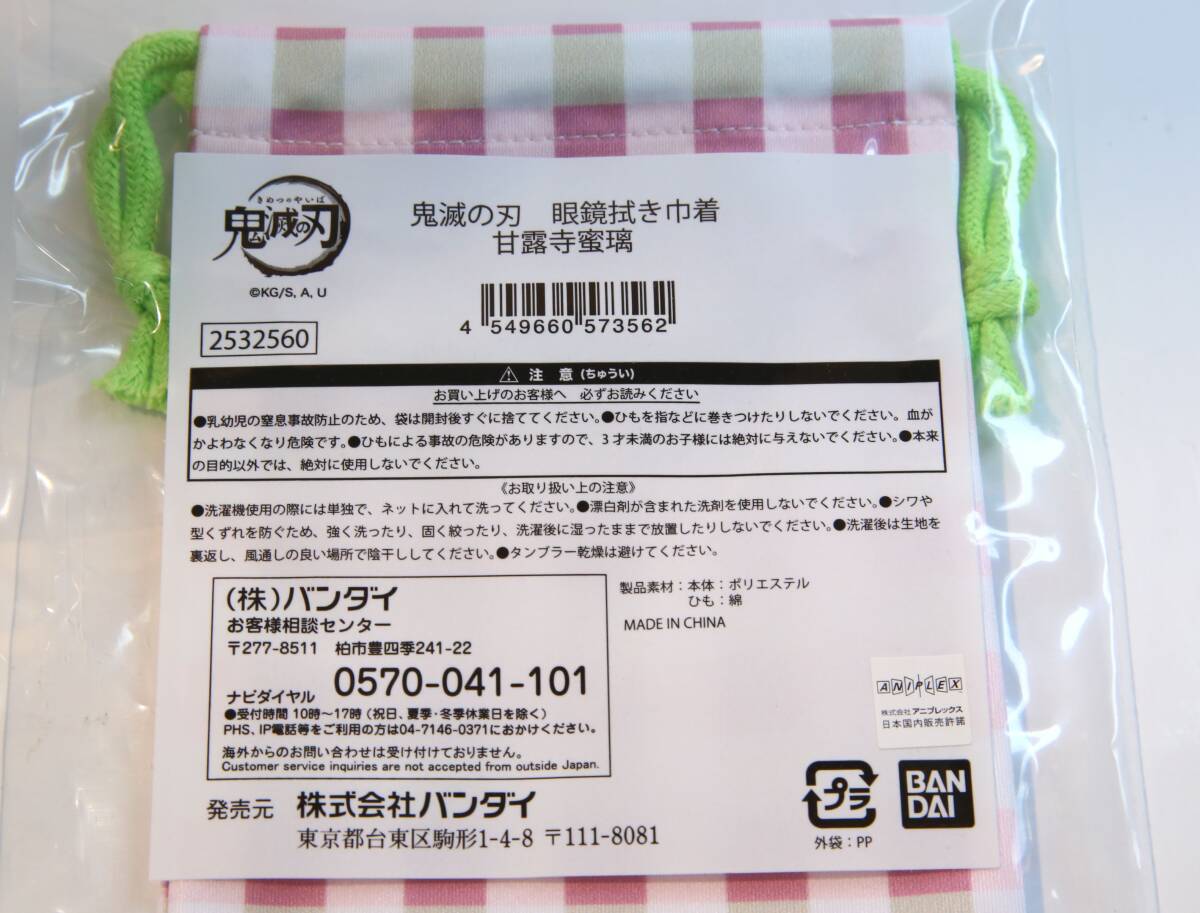 きめつのやいば
鬼滅の刃
©KG/S, A, U
鬼滅の刃　眼鏡拭き巾着
甘露寺蜜璃
4 549660 573562
2532560
⚠ 注 意 (ちゅうい)
お買い上げのお客様へ　必ずお読みください
●乳幼児の窒息事故防止のため、袋は開封後すぐに捨ててください。●ひもを指などに巻きつけたりしないでください。血が
かよわなくなり危険です。●ひもによる事故の危険がありますので、3才未満のお子様には絶対に与えないでください。●本来
の目的以外では、絶対に使用しないでください。
《お取り扱い上の注意》
●洗濯機使用の際には単独で、ネットに入れて洗ってください。●漂白剤が含まれた洗剤を使用しないでください。●シワや
型くずれを防ぐため、強く洗ったり、固く絞ったり、洗濯後に湿ったままで放置したりしないでください。●洗濯後は生地を
裏返し、風通しの良い場所で陰干ししてください。●タンブラー乾燥は避けてください。
(株)バンダイ
お客様相談センター
〒277-8511　柏市豊四季241-22
ナビダイヤル 0570-041-101
●受付時間 10時〜17時 (祝日、夏季・冬季休業日を除く)
PHS、IP電話等をご利用の方は04-7146-0371におかけください。
海外からのお問い合わせは受け付けておりません。
Customer service inquiries are not accepted from outside Japan.
製品素材：本体：ポリエステル
ひも：綿
MADE IN CHINA
ANIPLEX
株式会社 アニプレックス
日本国内販売許諾
発売元　株式会社バンダイ
東京都台東区駒形1-4-8 〒111-8081
プラ
外袋：PP
BAN
DAI